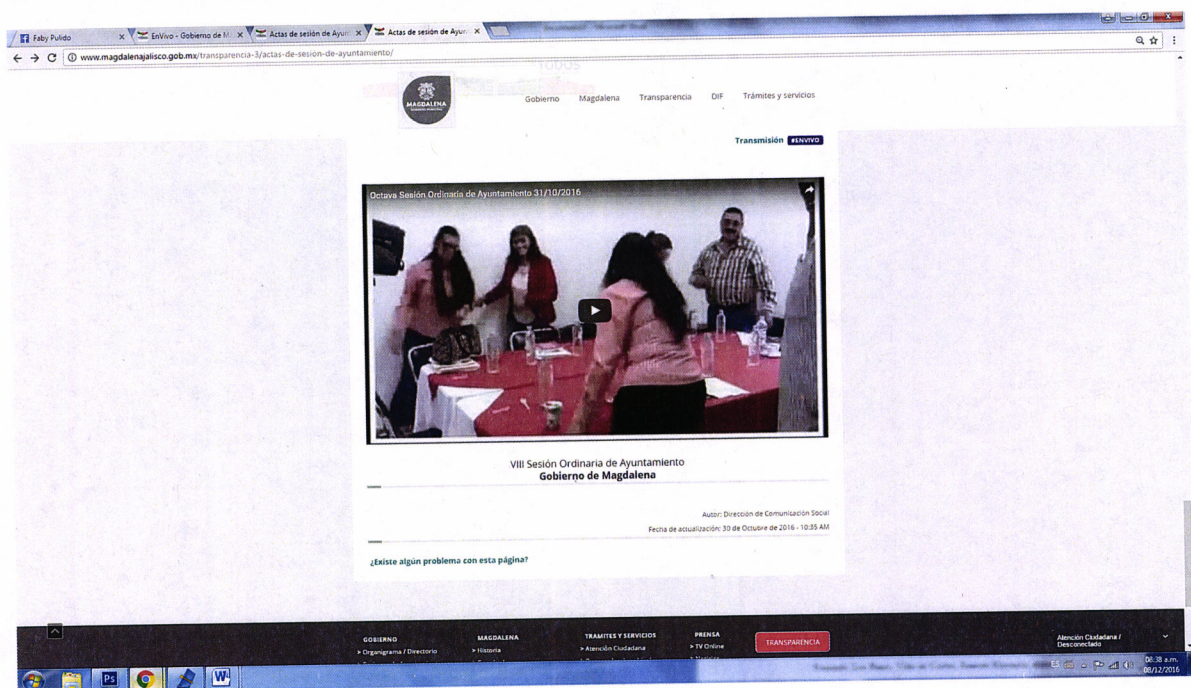 Faby Pulido
EnVivo - Gobierno de M
Actas de sesión de Ayun
Actas de sesión de Ayun
www.magdalenajalisco.gob.mx/transparencia-3/actas-de-sesion-de-ayuntamiento/
TODOS
MAGDALENA
Gobierno Magdalena Transparencia DIF Trámites y servicios
Transmisión #ENVIVO
Octava Sesión Ordinaria de Ayuntamiento 31/10/2016
VIII Sesión Ordinaria de Ayuntamiento
Gobierno de Magdalena
Autor: Dirección de Comunicación Social
Fecha de actualización: 30 de Octubre de 2016 - 10:35 AM
¿Existe algún problema con esta página?
GOBIERNO MAGDALENA TRAMITES Y SERVICIOS PRENSA TRANSPARENCIA
> Organigrama / Directorio > Historia > Atención Ciudadana > TV Online
Atención Ciudadana /
Desconectado
Ps W
ES 08:38 a.m.
08/12/2016